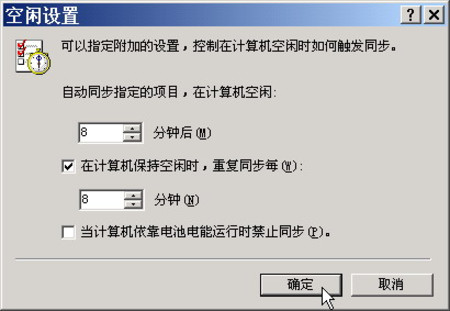 空闲设置
可以指定附加的设置，控制在计算机空闲时如何触发同步。
自动同步指定的项目，在计算机空闲:
8 分钟后(M)
在计算机保持空闲时，重复同步每(W):
8 分钟(N)
当计算机依靠电池电能运行时禁止同步(P)。
确定 取消